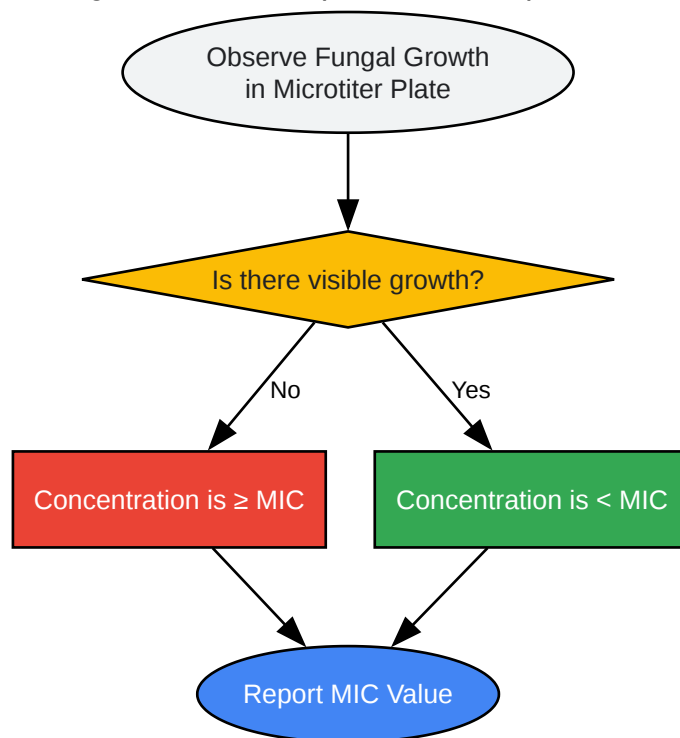 Observe Fungal Growth
in Microtiter Plate
Is there visible growth?
No
Yes
Concentration is ≥ MIC
Concentration is < MIC
Report MIC Value